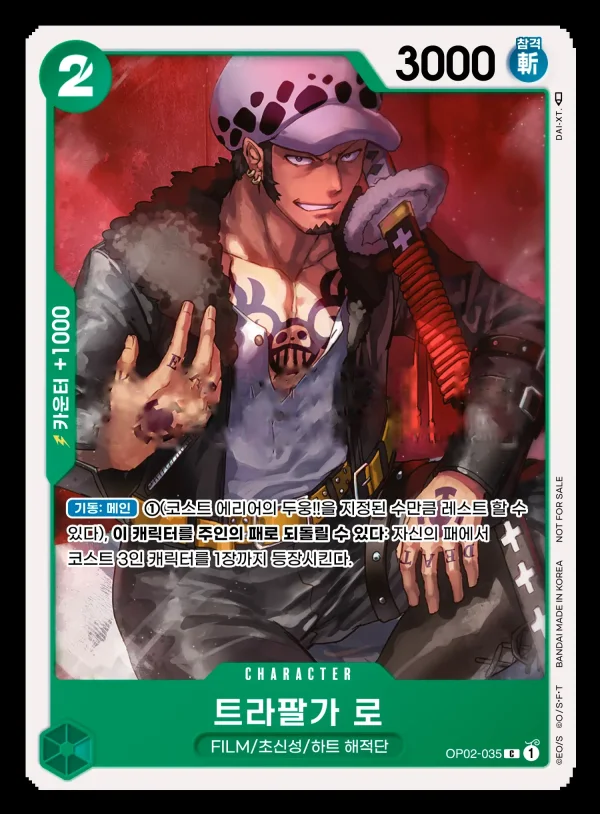 2
3000
참격
斬
DAI-XT.
카운터 +1000
E
DEAT
기동: 메인 ①(코스트 에리어의 두웅!!을 지정된 수만큼 레스트 할 수
있다), 이 캐릭터를 주인의 패로 되돌릴 수 있다: 자신의 패에서
코스트 3인 캐릭터를 1장까지 등장시킨다.
DEATH
CHARACTER
트라팔가 로
FILM/초신성/하트 해적단
OP02-035 C 1
©EO/S ©O/S·F·T BANDAI MADE IN KOREA NOT FOR SALE